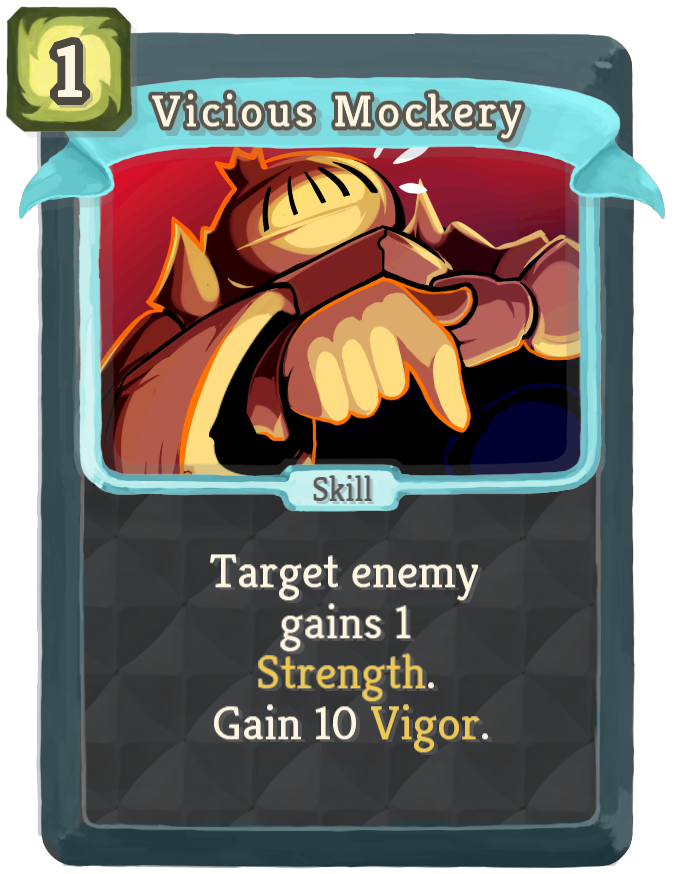 1
Vicious Mockery
Skill
Target enemy
gains 1
Strength.
Gain 10 Vigor.